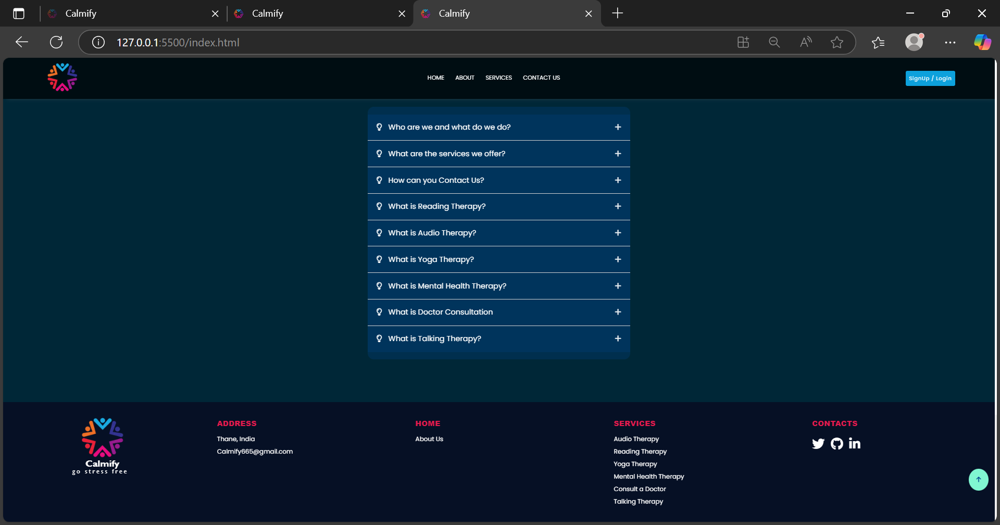 Calmify
Calmify
Calmify
127.0.0.1:5500/index.html
HOME ABOUT SERVICES CONTACT US
SignUp / Login
Who are we and what do we do?
What are the services we offer?
How can you Contact Us?
What is Reading Therapy?
What is Audio Therapy?
What is Yoga Therapy?
What is Mental Health Therapy?
What is Doctor Consultation
What is Talking Therapy?
Calmify
go stress free
ADDRESS
Thane, India
Calmify665@gmail.com
HOME
About Us
SERVICES
Audio Therapy
Reading Therapy
Yoga Therapy
Mental Health Therapy
Consult a Doctor
Talking Therapy
CONTACTS